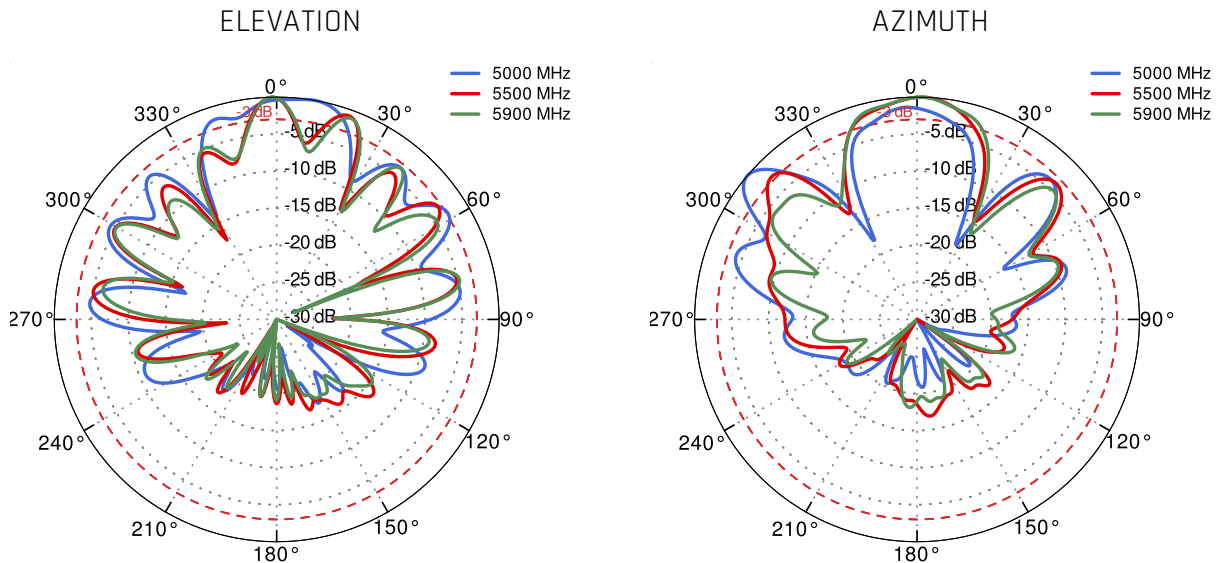 ELEVATION
5000 MHz
5500 MHz
5900 MHz
0°
30°
60°
90°
120°
150°
180°
210°
240°
270°
300°
330°
-3 dB
-5 dB
-10 dB
-15 dB
-20 dB
-25 dB
-30 dB
AZIMUTH
5000 MHz
5500 MHz
5900 MHz
0°
30°
60°
90°
120°
150°
180°
210°
240°
270°
300°
330°
-3 dB
-5 dB
-10 dB
-15 dB
-20 dB
-25 dB
-30 dB